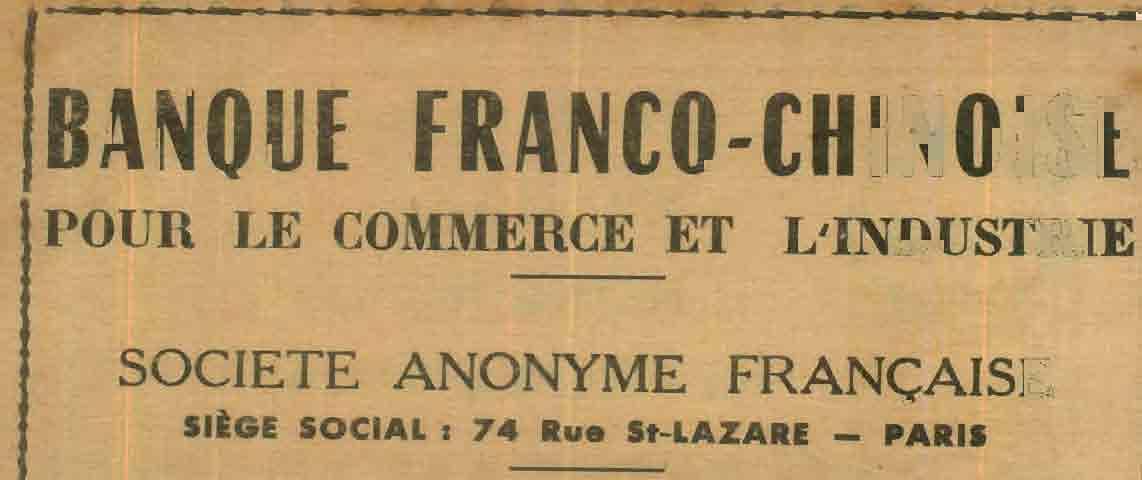 BANQUE FRANCO-CHINOISE
POUR LE COMMERCE ET L'INDUSTRIE
SOCIETE ANONYME FRANÇAISE
SIÈGE SOCIAL : 74 Rue St-LAZARE — PARIS